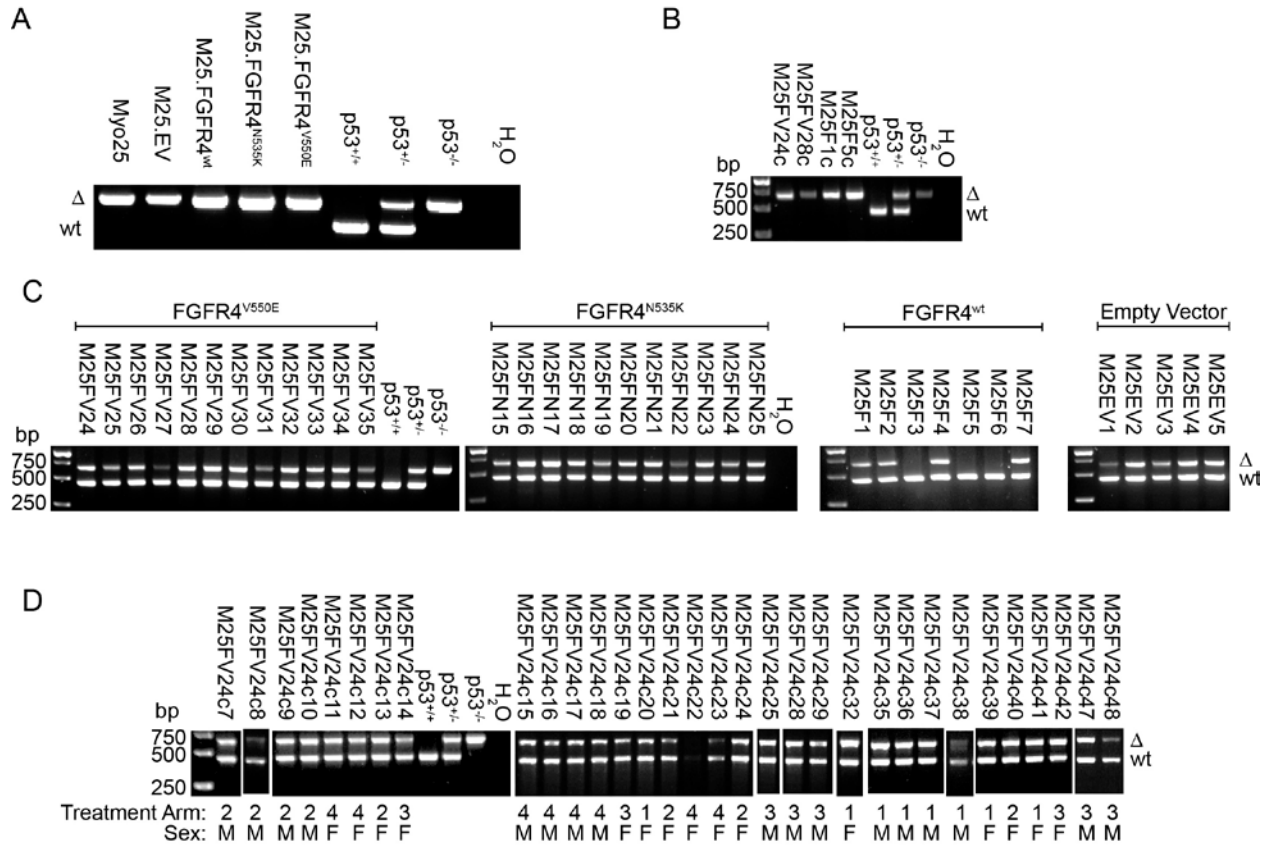 A
Myo25
M25.EV
M25.FGFR4wt
M25.FGFR4N535K
M25.FGFR4V550E
p53+/+
p53+/-
p53-/-
H2O
Δ
wt
B
M25FV24c
M25FV28c
M25F1c
M25F5c
p53+/+
p53+/-
p53-/-
H2O
bp
750
500
250
Δ
wt
C
FGFR4V550E
M25FV24
M25FV25
M25FV26
M25FV27
M25FV28
M25FV29
M25FV30
M25FV31
M25FV32
M25FV33
M25FV34
M25FV35
p53+/+
p53+/-
p53-/-
FGFR4N535K
M25FN15
M25FN16
M25FN17
M25FN18
M25FN19
M25FN20
M25FN21
M25FN22
M25FN23
M25FN24
M25FN25
H2O
FGFR4wt
M25F1
M25F2
M25F3
M25F4
M25F5
M25F6
M25F7
Empty Vector
M25EV1
M25EV2
M25EV3
M25EV4
M25EV5
bp
750
500
250
Δ
wt
D
M25FV24c7
M25FV24c8
M25FV24c9
M25FV24c10
M25FV24c11
M25FV24c12
M25FV24c13
M25FV24c14
p53+/+
p53+/-
p53-/-
H2O
M25FV24c15
M25FV24c16
M25FV24c17
M25FV24c18
M25FV24c19
M25FV24c20
M25FV24c21
M25FV24c22
M25FV24c23
M25FV24c24
M25FV24c25
M25FV24c28
M25FV24c29
M25FV24c32
M25FV24c35
M25FV24c36
M25FV24c37
M25FV24c38
M25FV24c39
M25FV24c40
M25FV24c41
M25FV24c42
M25FV24c47
M25FV24c48
bp
750
500
250
Δ
wt
Treatment Arm: 2 2 2 2 4 4 2 3 4 4 4 4 3 1 2 4 4 2 3 3 3 1 1 1 1 1 1 2 1 3 3 3
Sex: M M M M F F F F M M M M F F F F F F M M M F M M M M F F F F M M